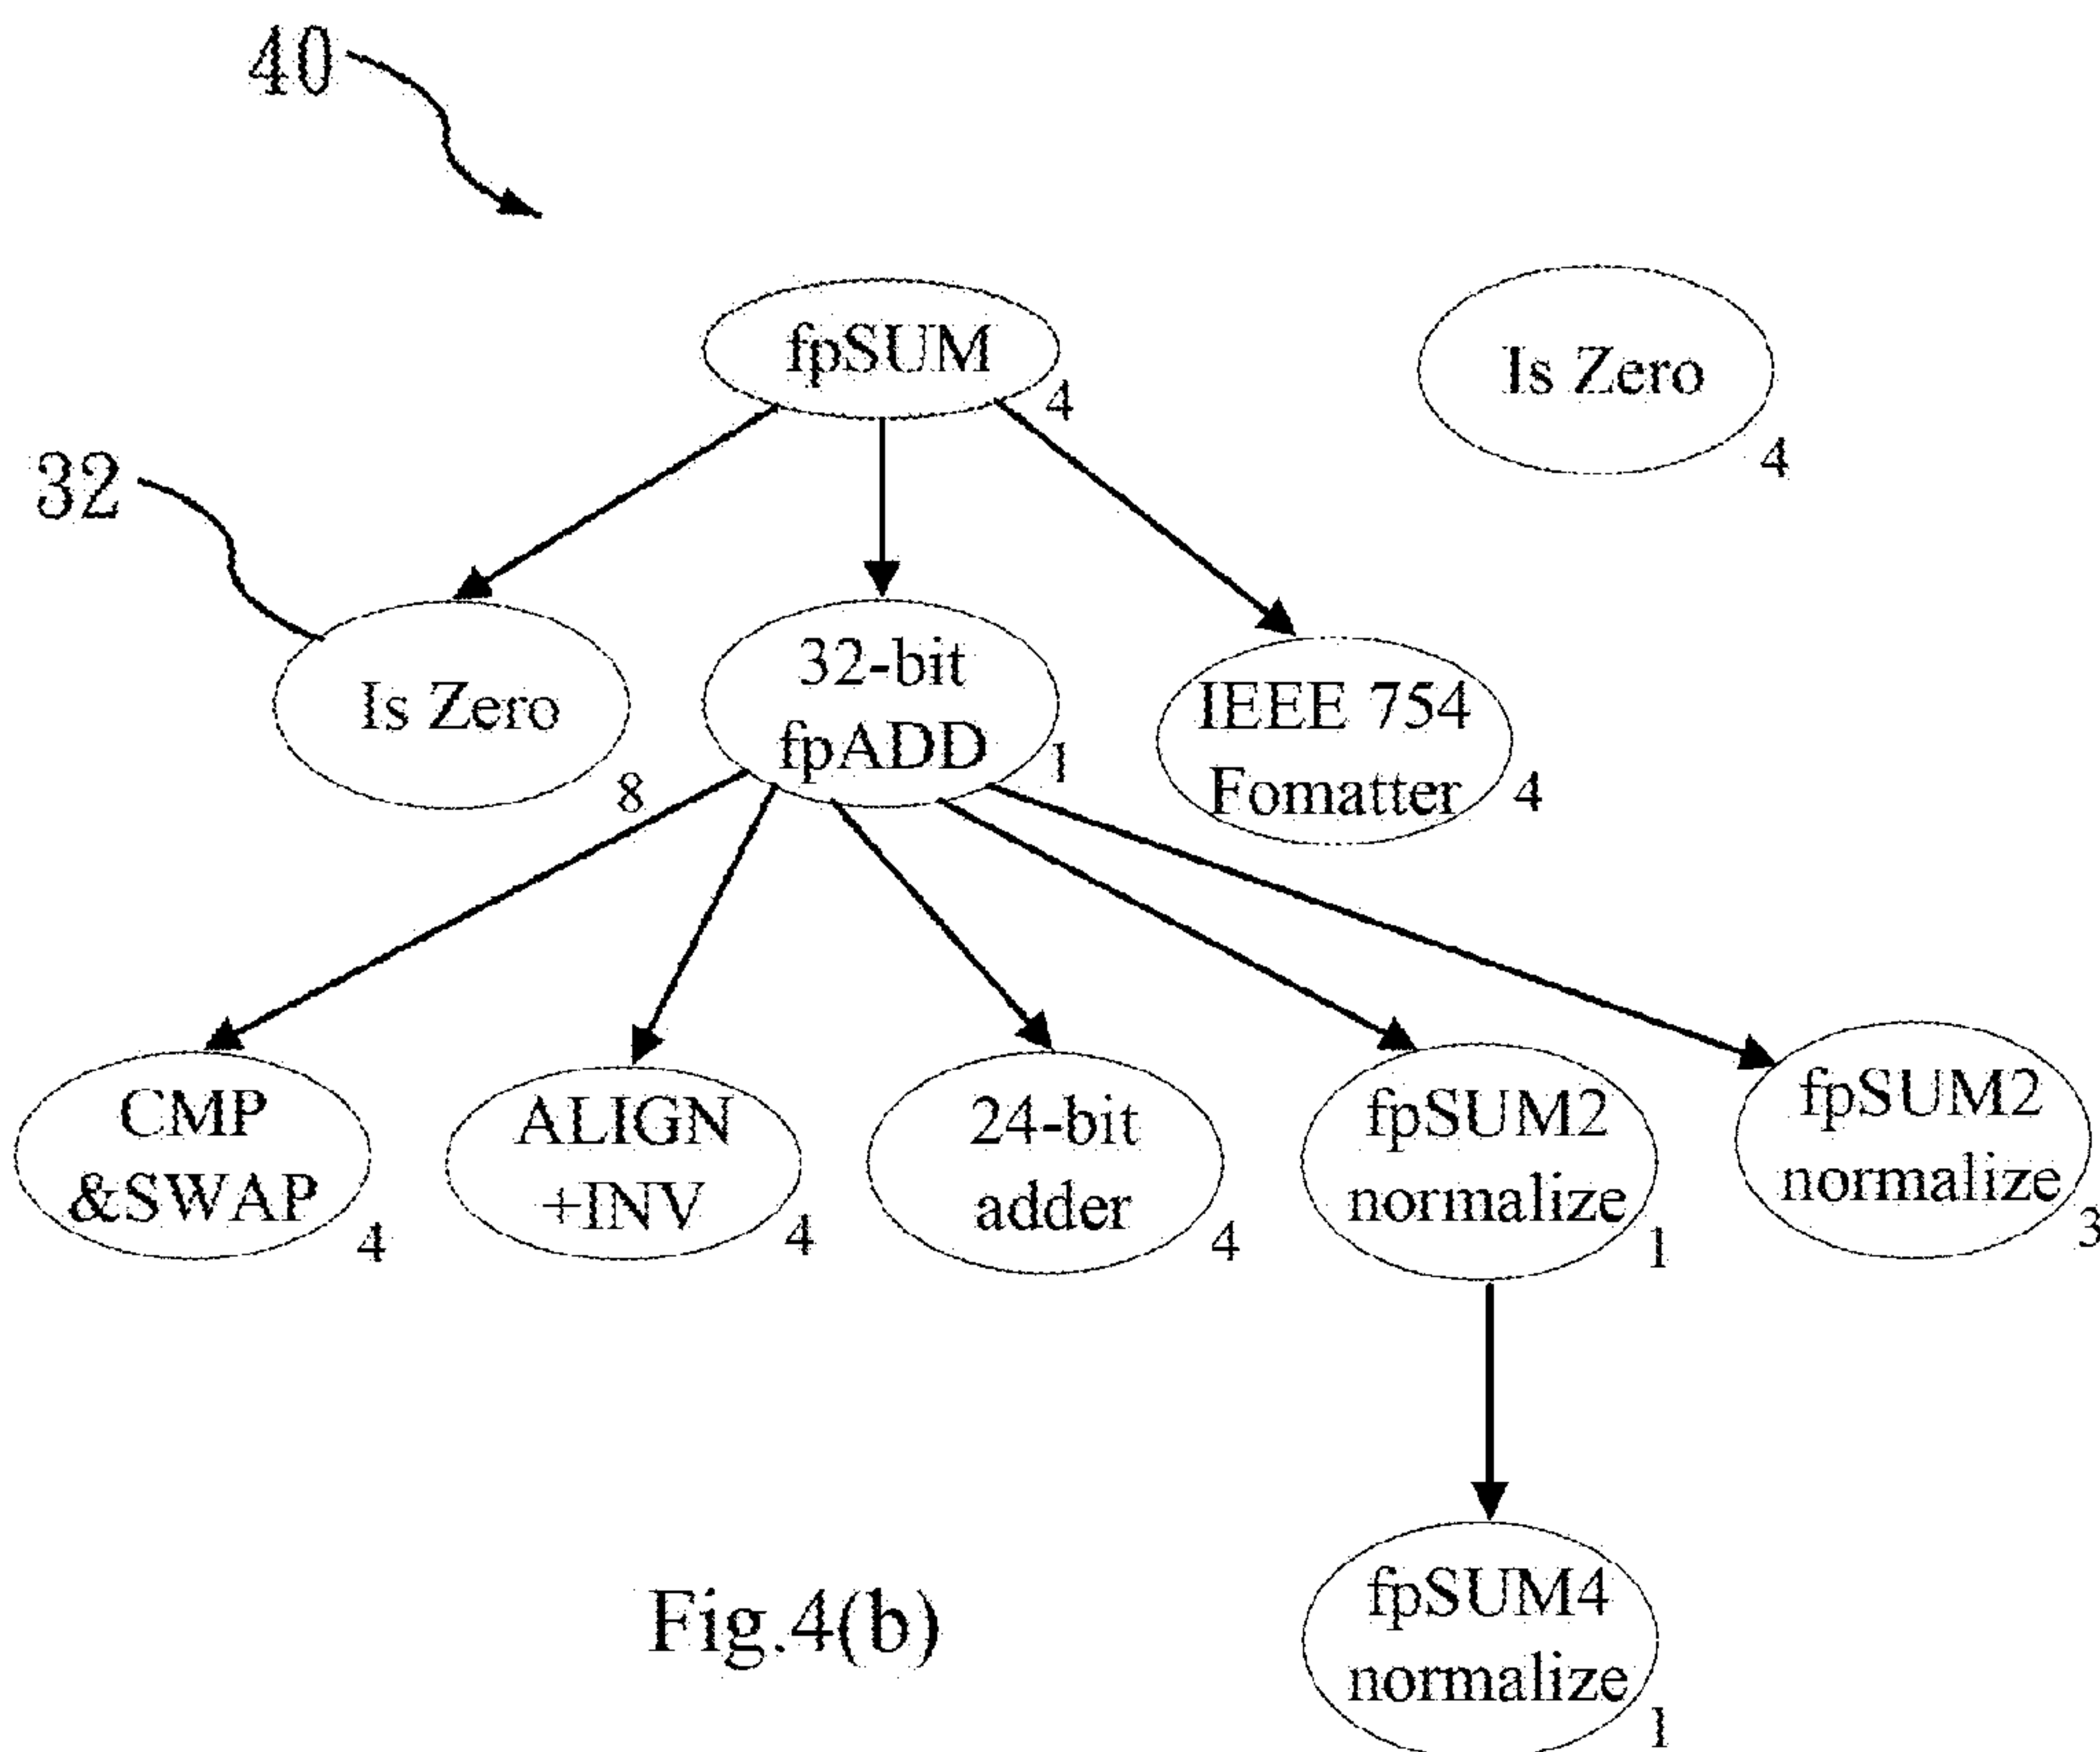 40
fpSUM
4
Is Zero
4
32
Is Zero
8
32-bit
fpADD
1
IEEE 754
Fomatter
4
CMP
&SWAP
4
ALIGN
+INV
4
24-bit
adder
4
fpSUM2
normalize
1
fpSUM2
normalize
3
fpSUM4
normalize
1
Fig.4(b)